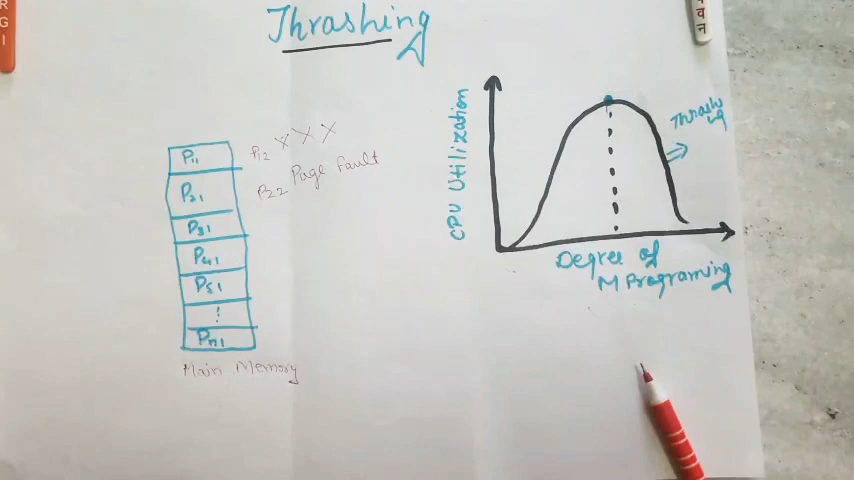 Thrashing
R
G
I
व
न
P11
P21
P31
P41
P51
⋮
Pn1
Main Memory
P12 X X X
P22 Page Fault
CPU Utilization
Thrashing
Degree of
M Programing